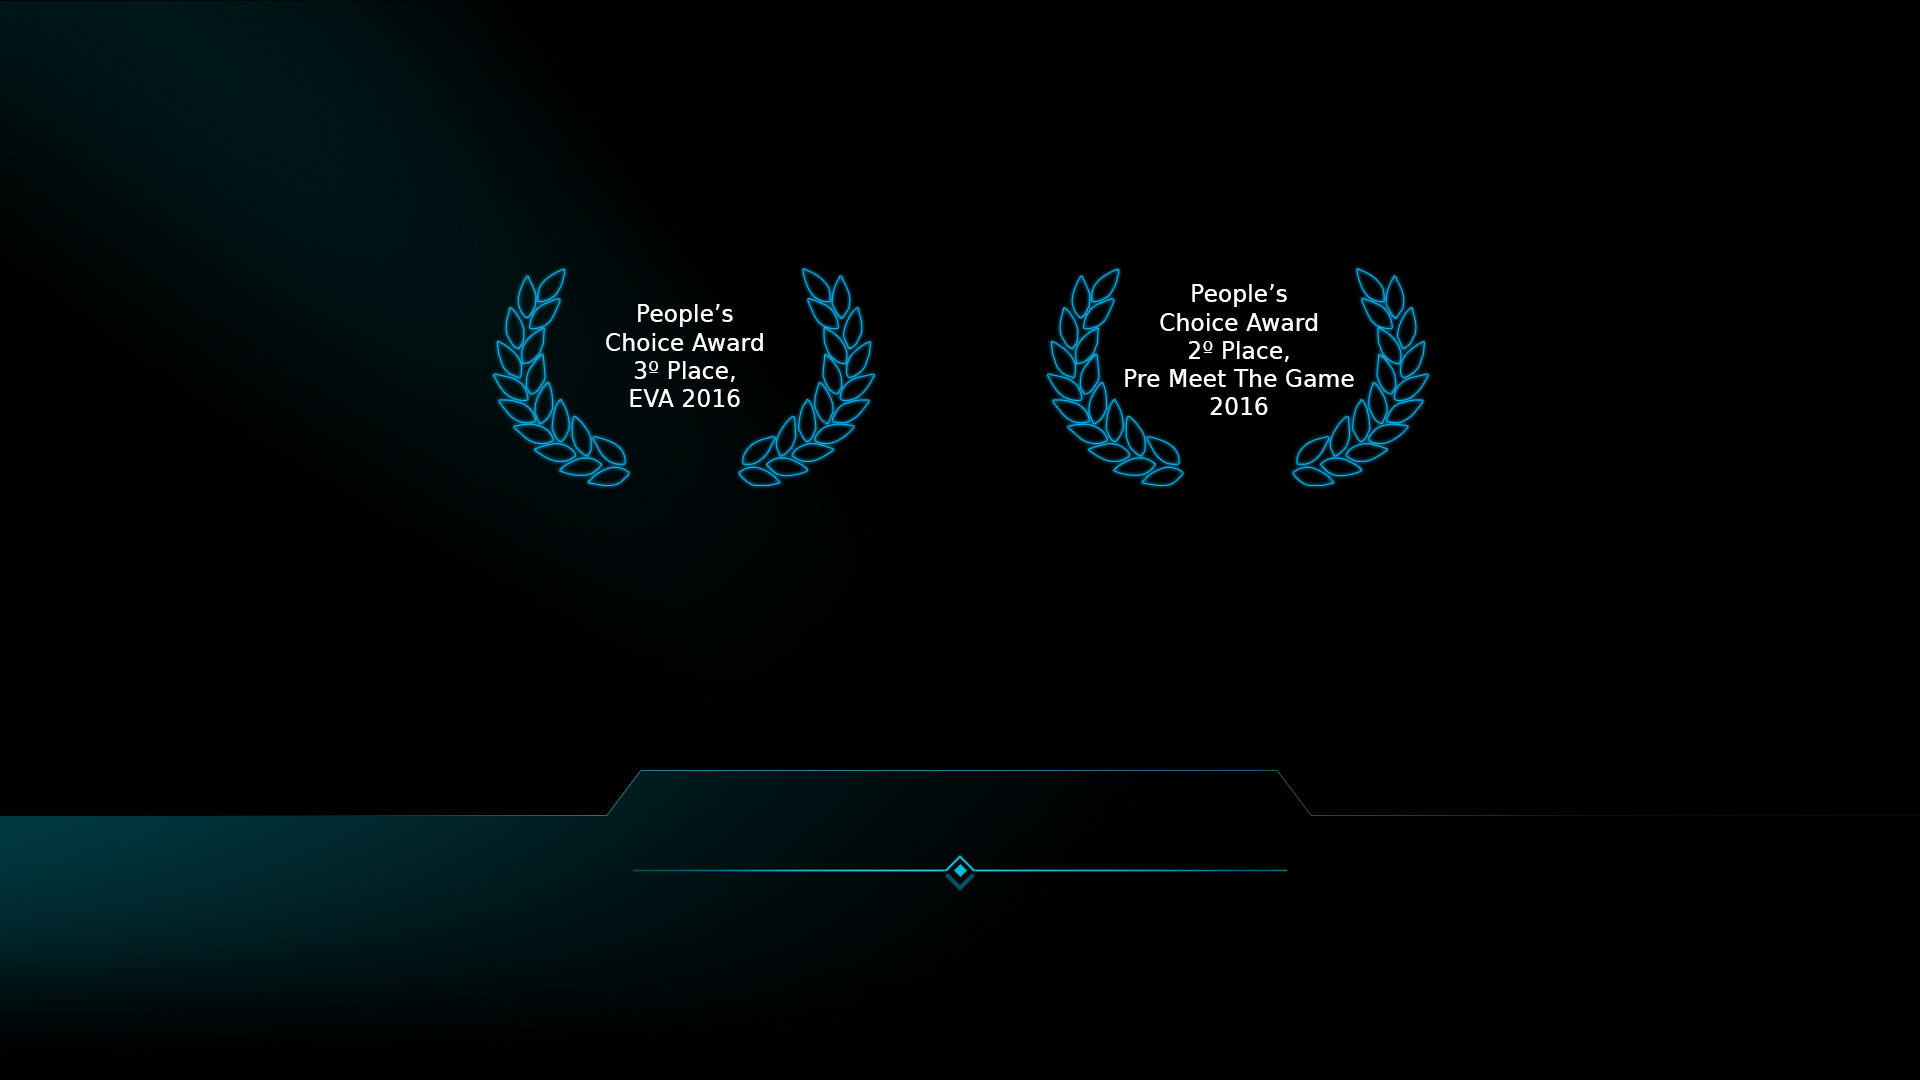 People’s
Choice Award
3º Place,
EVA 2016
People’s
Choice Award
2º Place,
Pre Meet The Game
2016